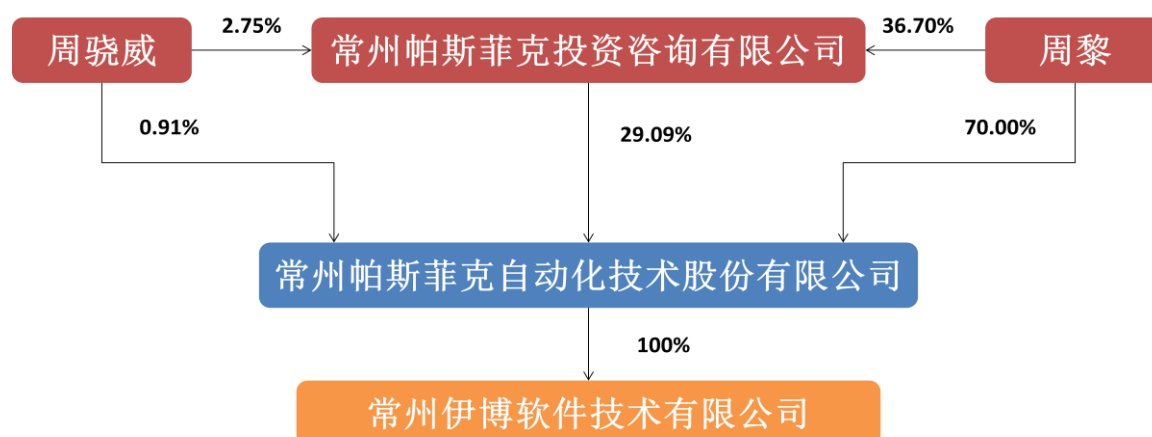 周骁威
2.75%
常州帕斯菲克投资咨询有限公司
36.70%
周黎
0.91%
29.09%
70.00%
常州帕斯菲克自动化技术股份有限公司
100%
常州伊博软件技术有限公司